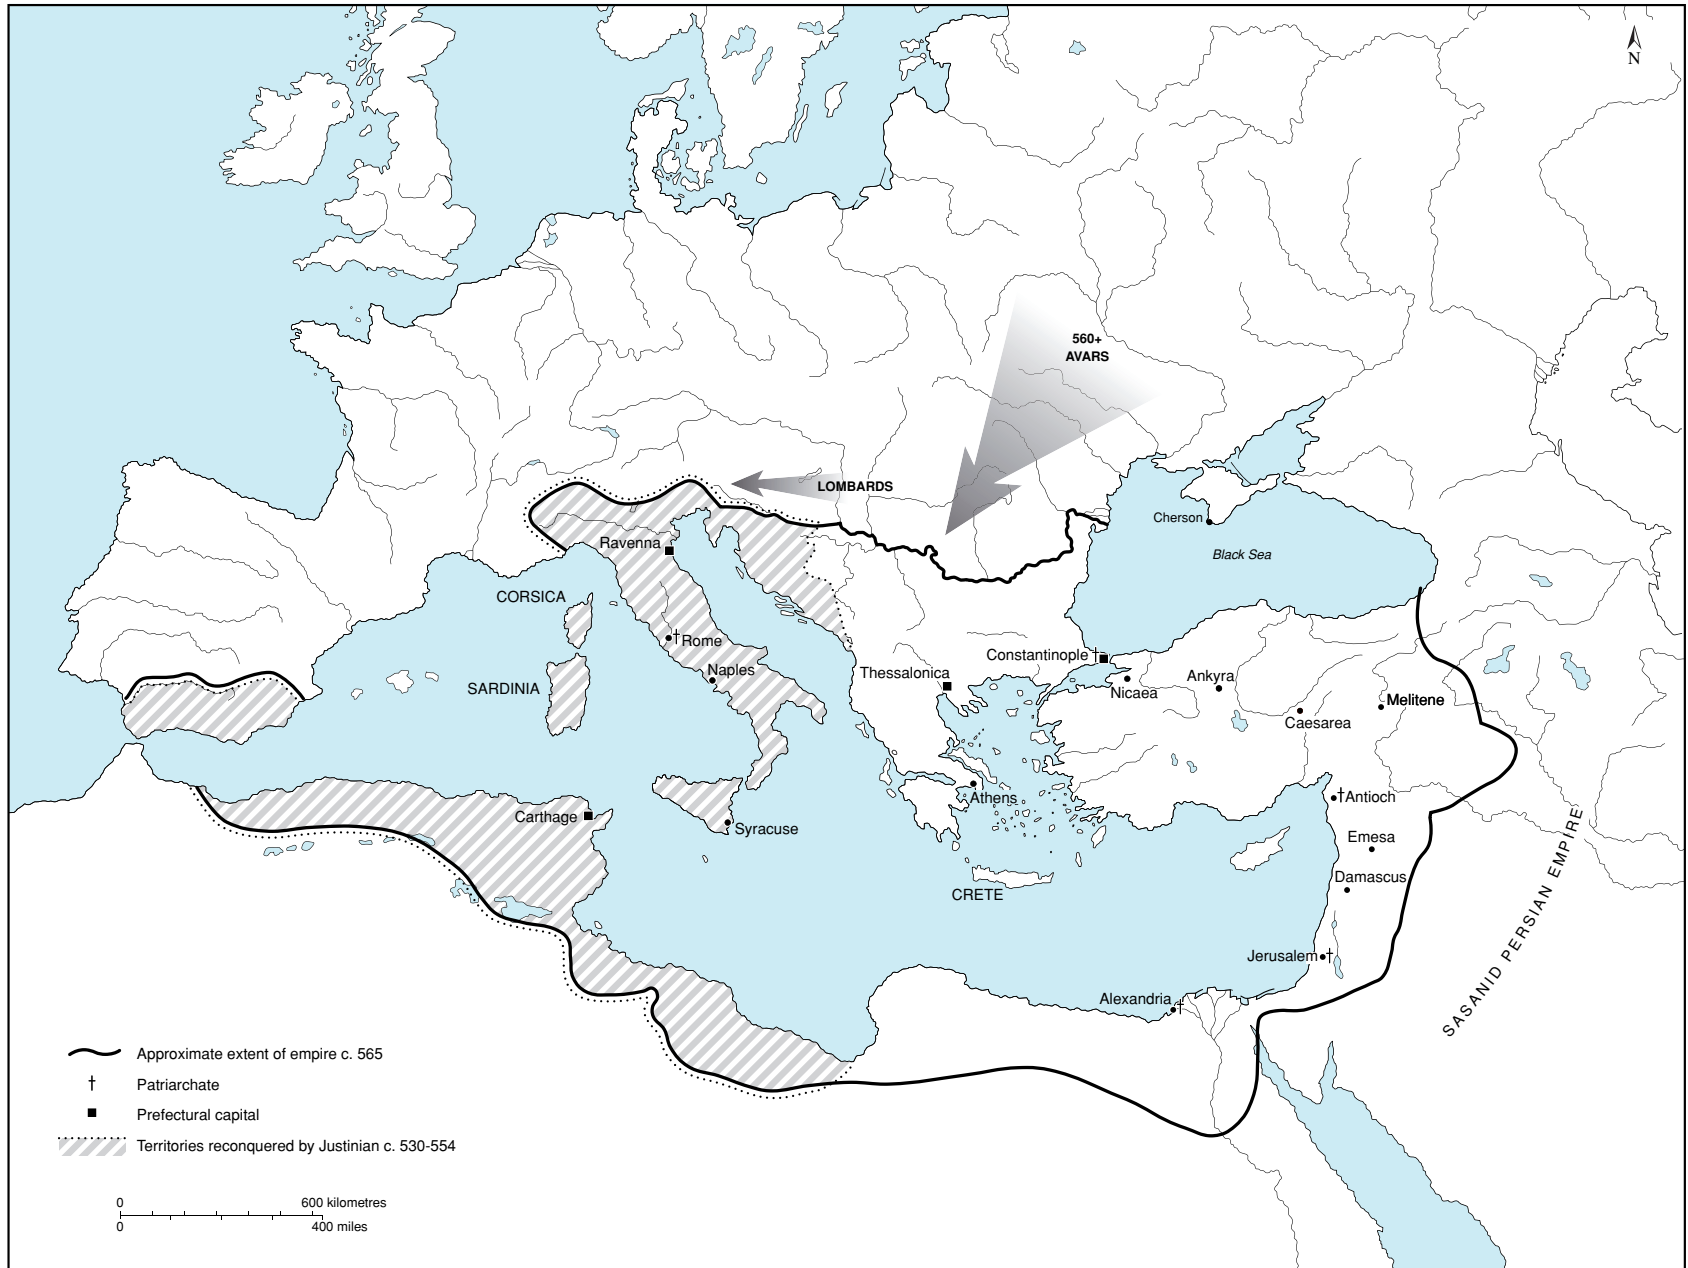 N
560+
AVARS
LOMBARDS
Cherson
Black Sea
Ravenna
CORSICA
†Rome
Constantinople †
Thessalonica
Naples
SARDINIA
Nicaea
Ankyra
Melitene
Caesarea
Athens
†Antioch
Carthage
Syracuse
Emesa
Damascus
CRETE
SASANID PERSIAN EMPIRE
Jerusalem †
Alexandria †
Approximate extent of empire c. 565
† Patriarchate
Prefectural capital
Territories reconquered by Justinian c. 530-554
0 600 kilometres
0 400 miles